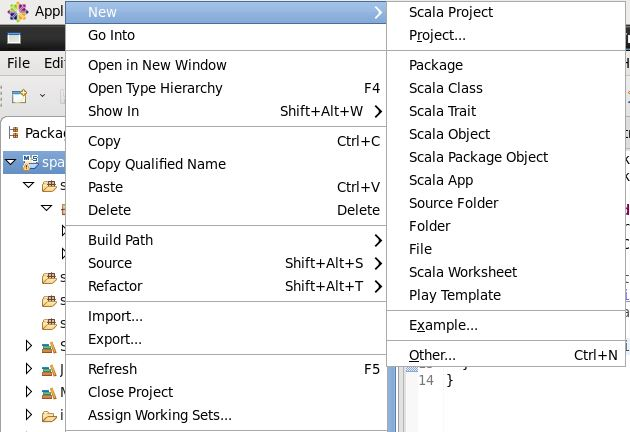 Appl
File Edi
Packa
spa
New
Go Into
Open in New Window
Open Type Hierarchy F4
Show In Shift+Alt+W
Copy Ctrl+C
Copy Qualified Name
Paste Ctrl+V
Delete Delete
Build Path
Source Shift+Alt+S
Refactor Shift+Alt+T
Import...
Export...
Refresh F5
Close Project
Assign Working Sets...
Scala Project
Project...
Package
Scala Class
Scala Trait
Scala Object
Scala Package Object
Scala App
Source Folder
Folder
File
Scala Worksheet
Play Template
Example...
Other... Ctrl+N
14 }